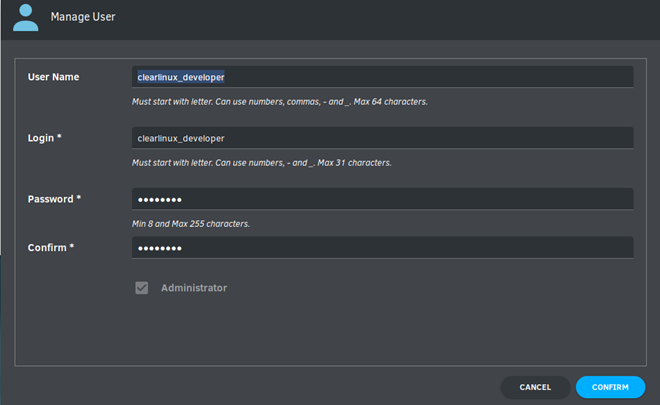 Manage User
User Name
clearlinux_developer
Must start with letter. Can use numbers, commas, - and _. Max 64 characters.
Login *
clearlinux_developer
Must start with letter. Can use numbers, - and _. Max 31 characters.
Password *
●●●●●●●●
Min 8 and Max 255 characters.
Confirm *
●●●●●●●●
Administrator
CANCEL
CONFIRM